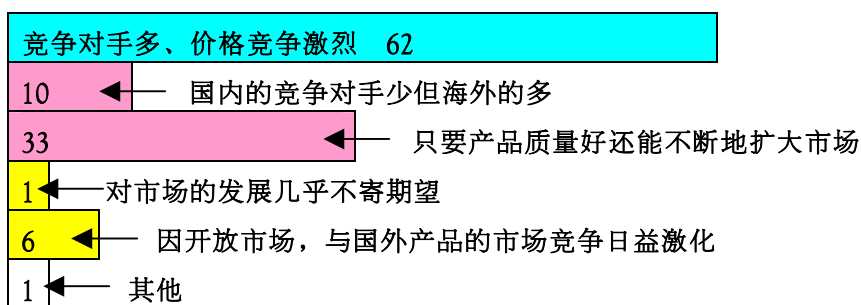 竞争对手多、价格竞争激烈 62
10 国内的竞争对手少但海外的多
33 只要产品质量好还能不断地扩大市场
1 对市场的发展几乎不寄期望
6 因开放市场，与国外产品的市场竞争日益激化
1 其他